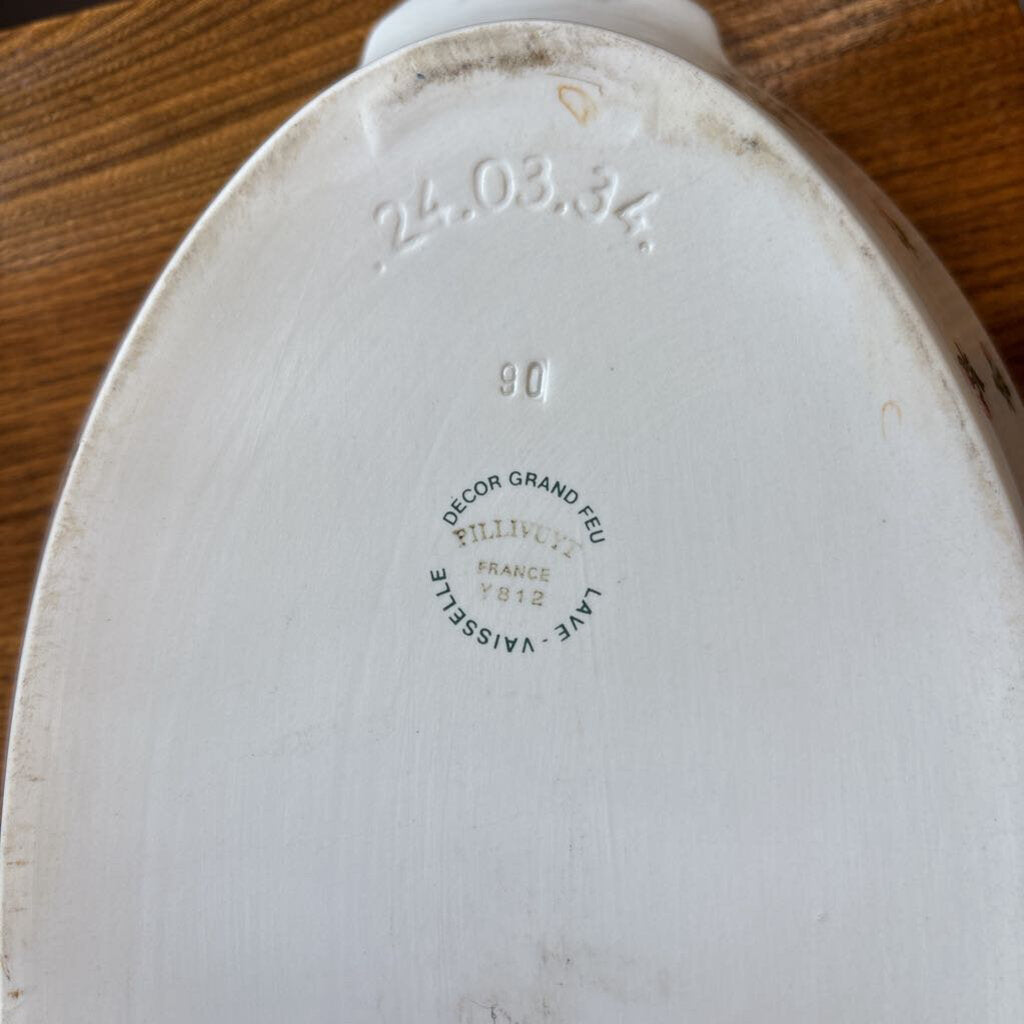 .24.03.34.
90
DÉCOR GRAND FEU
PILLIVUYT
FRANCE
Y812
LAVE - VAISSELLE